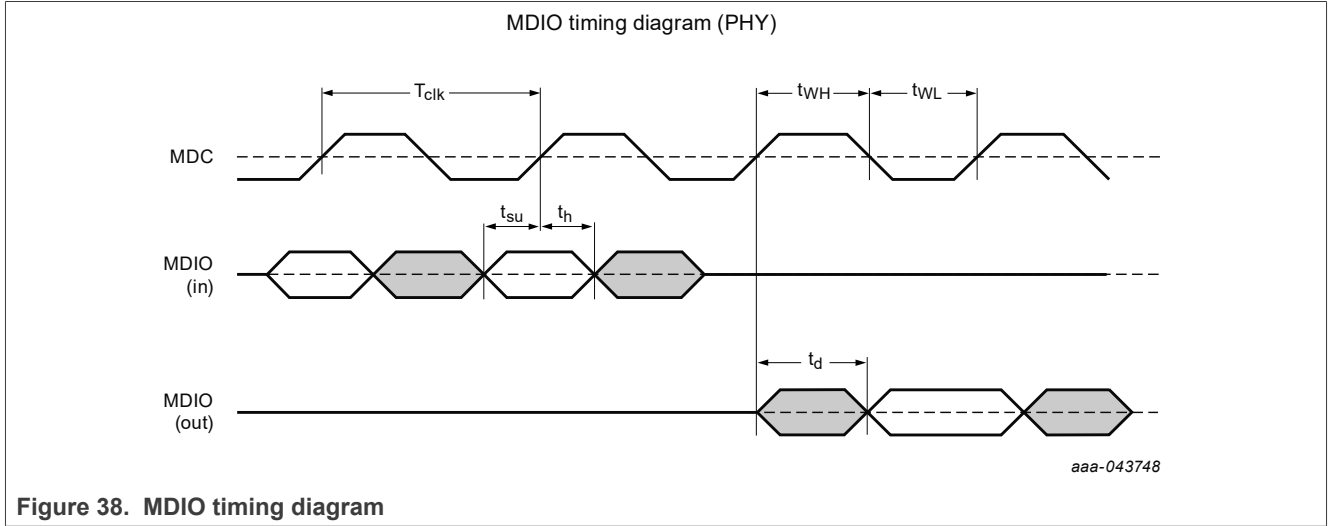 MDIO timing diagram (PHY)
Tclk
tWH
tWL
MDC
tsu
th
MDIO
(in)
td
MDIO
(out)
aaa-043748
Figure 38. MDIO timing diagram